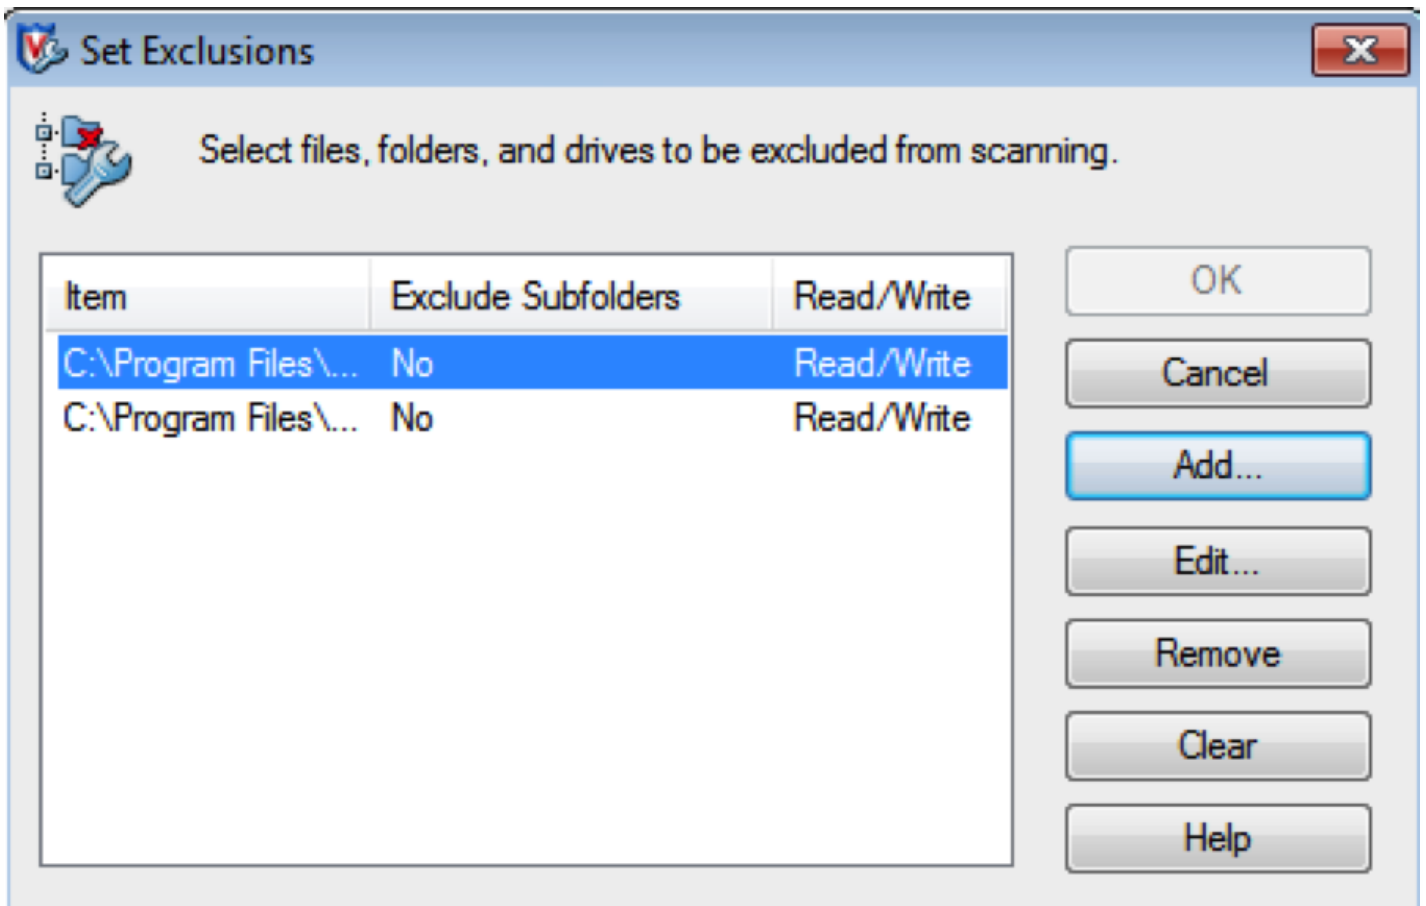 Set Exclusions
Select files, folders, and drives to be excluded from scanning.
Item Exclude Subfolders Read/Write
C:\Program Files\... No Read/Write
C:\Program Files\... No Read/Write
OK
Cancel
Add...
Edit...
Remove
Clear
Help